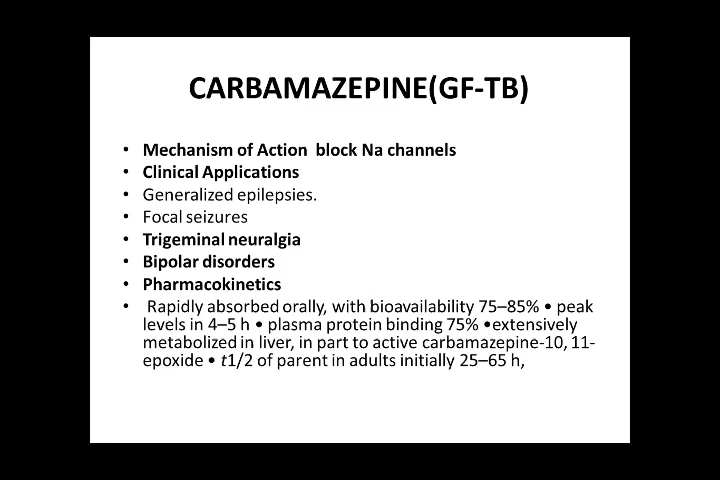 CARBAMAZEPINE(GF-TB)
• Mechanism of Action block Na channels
• Clinical Applications
• Generalized epilepsies.
• Focal seizures
• Trigeminal neuralgia
• Bipolar disorders
• Pharmacokinetics
• Rapidly absorbed orally, with bioavailability 75–85% • peak
levels in 4–5 h • plasma protein binding 75% •extensively
metabolized in liver, in part to active carbamazepine-10, 11-
epoxide • t1/2 of parent in adults initially 25–65 h,